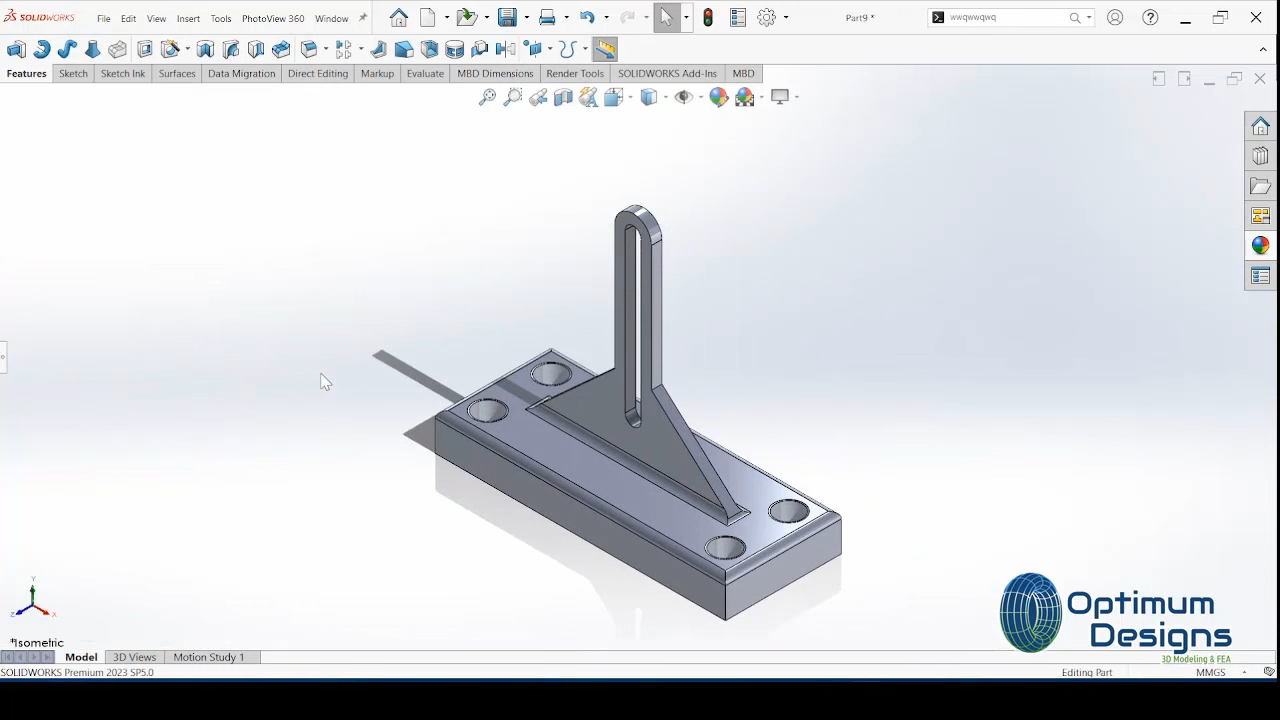 SOLIDWORKS File Edit View Insert Tools PhotoView 360 Window Part9 * wwqwwqwq
Features Sketch Sketch Ink Surfaces Data Migration Direct Editing Markup Evaluate MBD Dimensions Render Tools SOLIDWORKS Add-Ins MBD
Y
Z X
*Isometric
Optimum
Designs
3D Modeling & FEA
Model 3D Views Motion Study 1
SOLIDWORKS Premium 2023 SP5.0 Editing Part MMGS